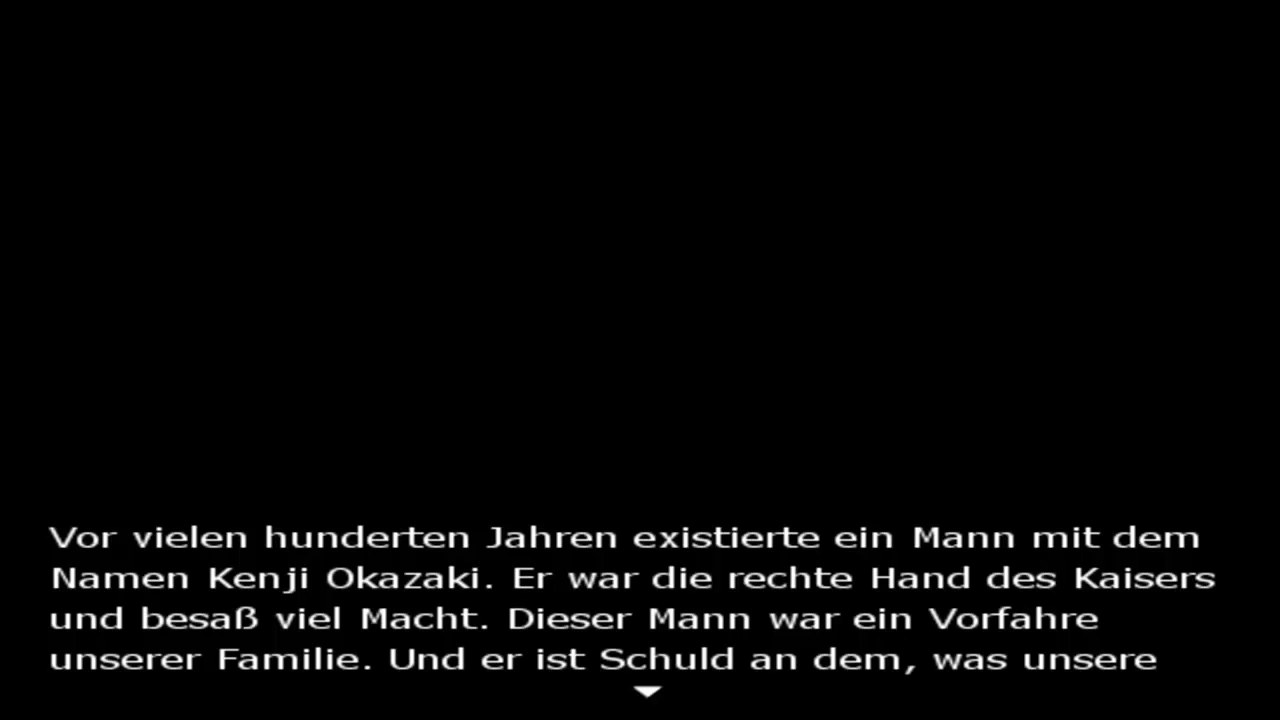 Vor vielen hunderten Jahren existierte ein Mann mit dem
Namen Kenji Okazaki. Er war die rechte Hand des Kaisers
und besaß viel Macht. Dieser Mann war ein Vorfahre
unserer Familie. Und er ist Schuld an dem, was unsere